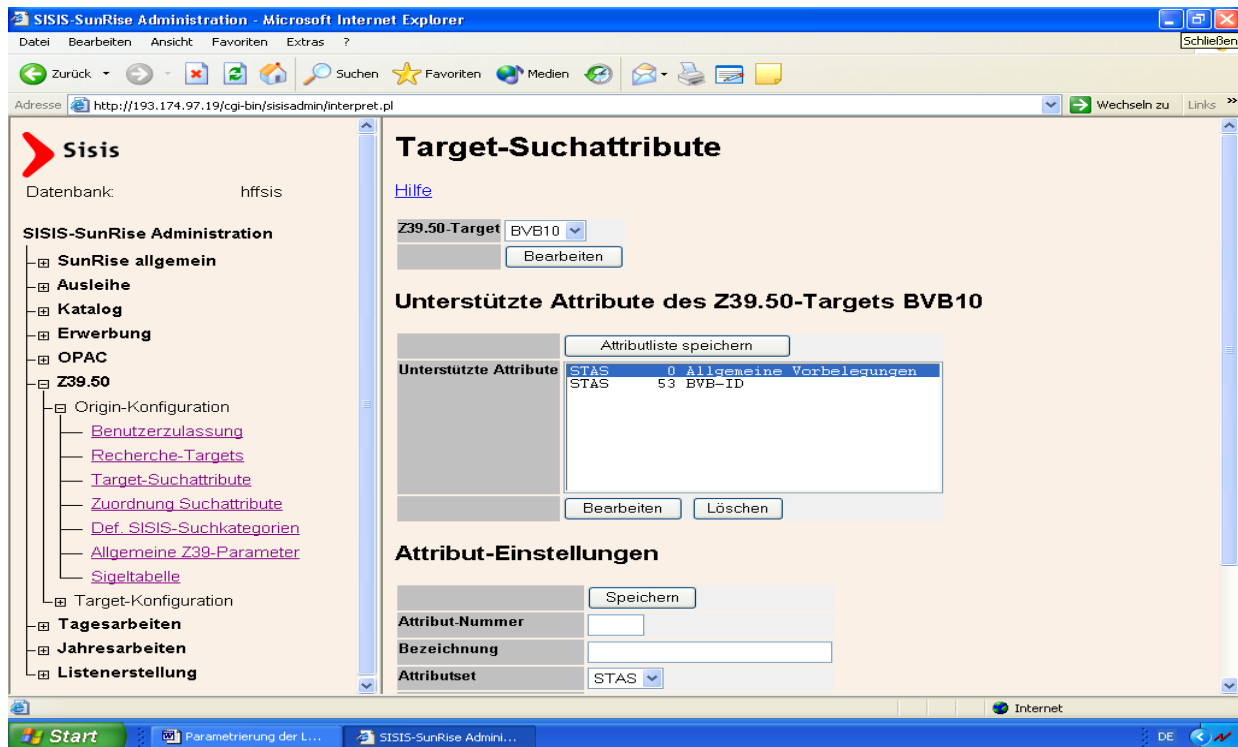 SISIS-SunRise Administration - Microsoft Internet Explorer
Datei Bearbeiten Ansicht Favoriten Extras ?
Schließen
Zurück Suchen Favoriten Medien
Adresse http://193.174.97.19/cgi-bin/sisisadmin/interpret.pl Wechseln zu Links »
Sisis
Datenbank: hffsis
SISIS-SunRise Administration
SunRise allgemein
Ausleihe
Katalog
Erwerbung
OPAC
Z39.50
Origin-Konfiguration
Benutzerzulassung
Recherche-Targets
Target-Suchattribute
Zuordnung Suchattribute
Def. SISIS-Suchkategorien
Allgemeine Z39-Parameter
Sigeltabelle
Target-Konfiguration
Tagesarbeiten
Jahresarbeiten
Listenerstellung
Target-Suchattribute
Hilfe
Z39.50-Target BVB10
Bearbeiten
Unterstützte Attribute des Z39.50-Targets BVB10
Attributliste speichern
Unterstützte Attribute
STAS 0 Allgemeine Vorbelegungen
STAS 53 BVB-ID
Bearbeiten Löschen
Attribut-Einstellungen
Speichern
Attribut-Nummer
Bezeichnung
Attributset STAS
Internet
Start Parametrierung der L... SISIS-SunRise Admini... DE